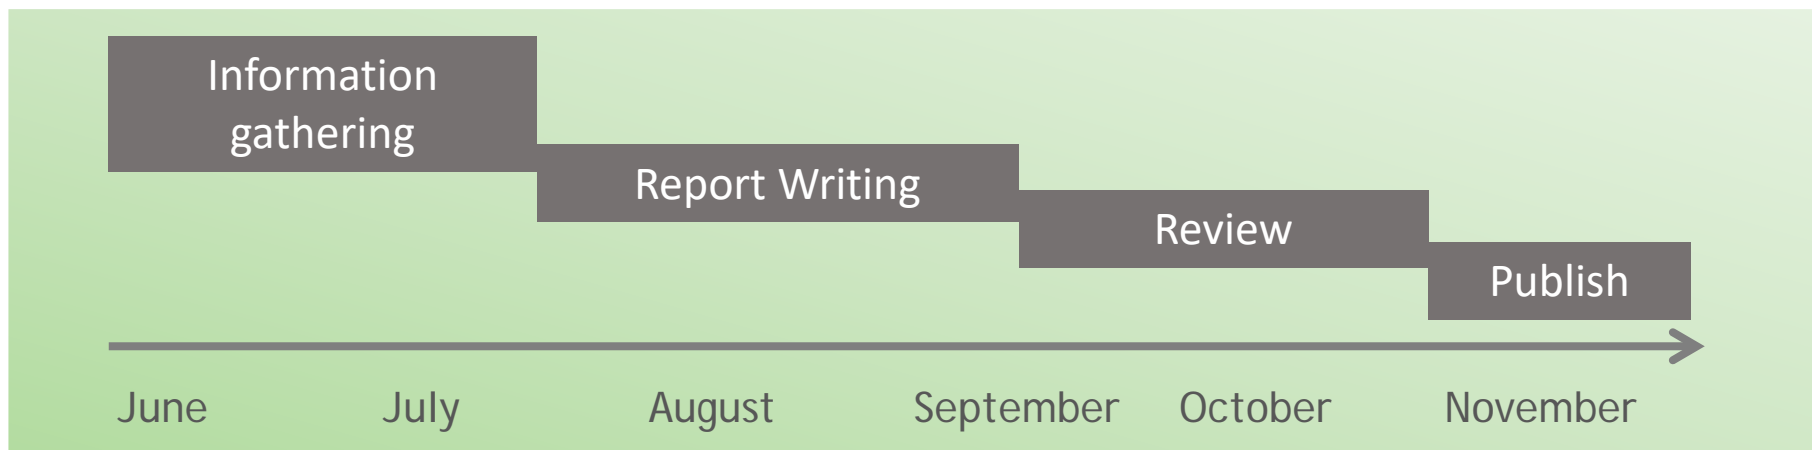 Information
gathering
Report Writing
Review
Publish
June July August September October November